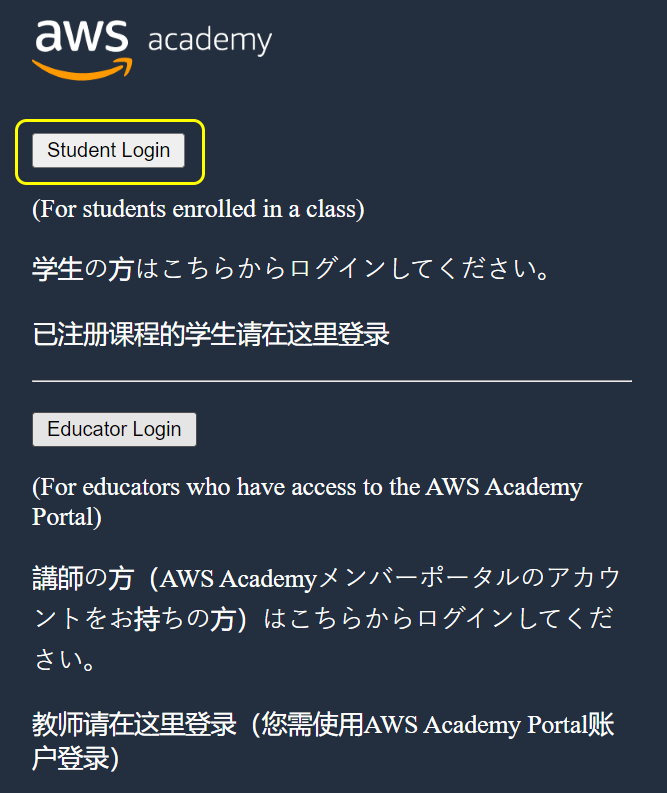 aws academy
Student Login
(For students enrolled in a class)
学生の方はこちらからログインしてください。
已注册课程的学生请在这里登录
Educator Login
(For educators who have access to the AWS Academy
Portal)
講師の方（AWS Academyメンバーポータルのアカウ
ントをお持ちの方）はこちらからログインしてくだ
さい。
教师请在这里登录（您需使用AWS Academy Portal账
户登录）